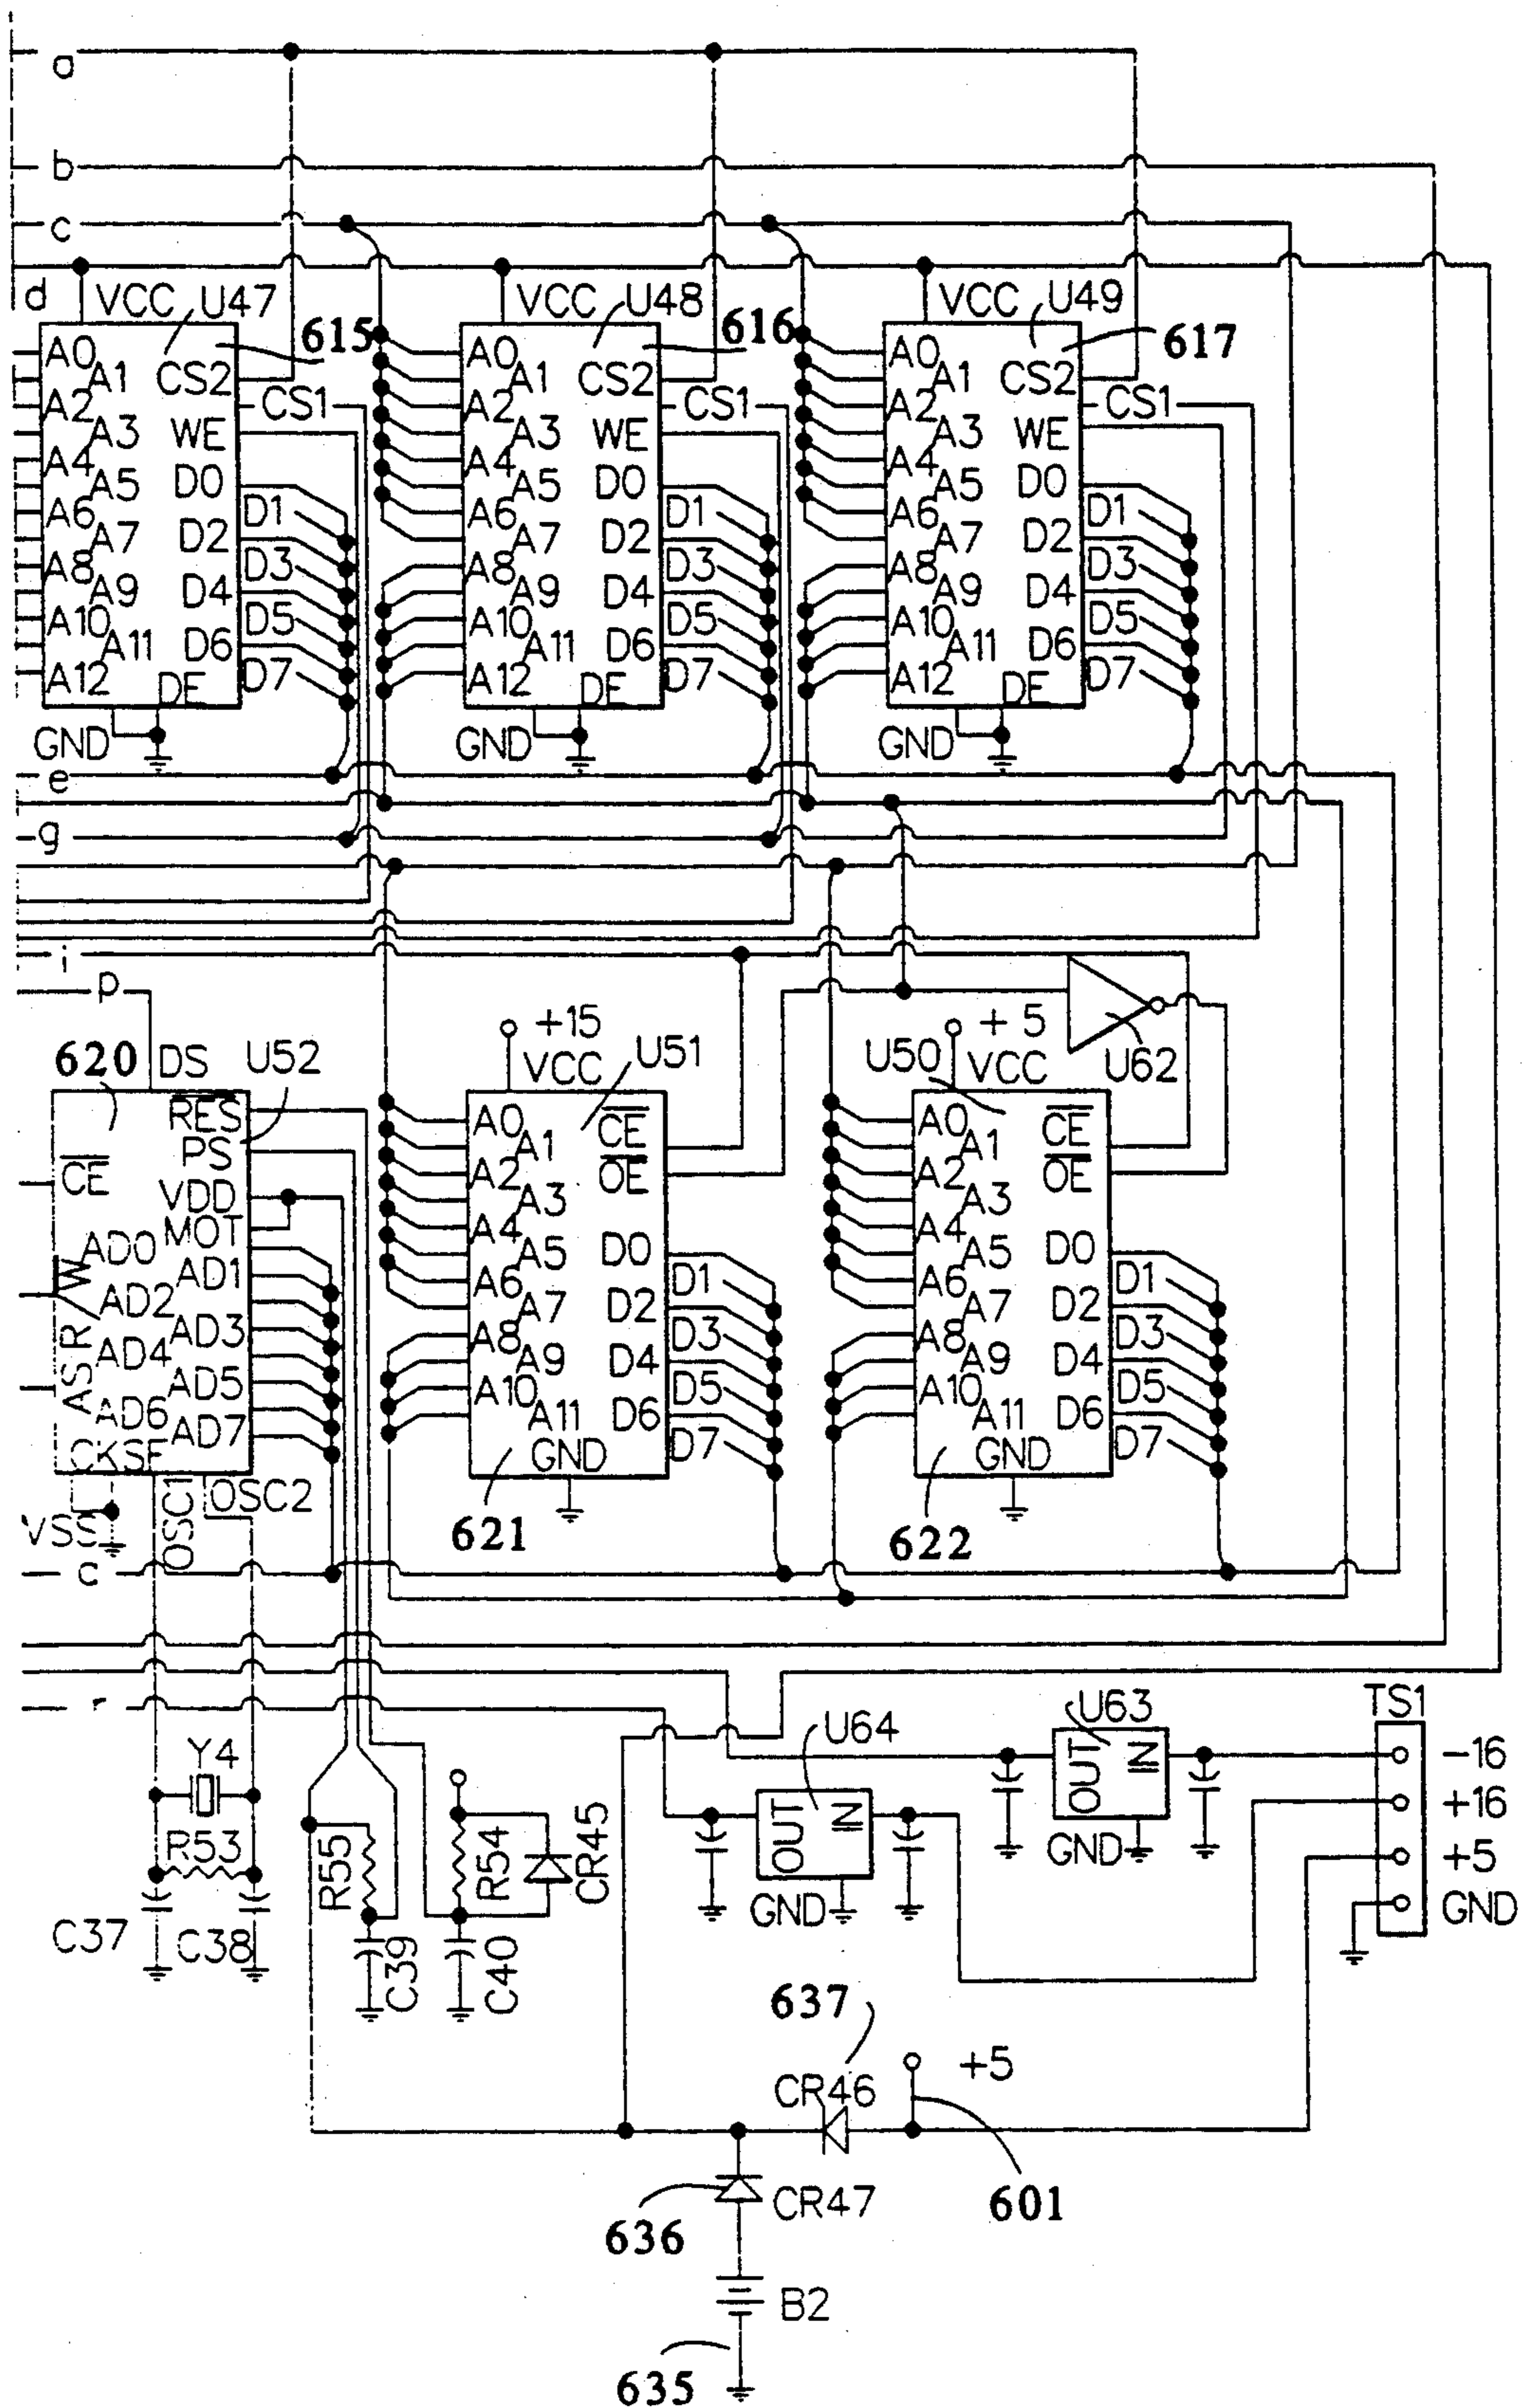 a
b
c
d
VCC U47
VCC U48
VCC U49
615
616
617
A0
A1
CS2
A2
CS1
A3
WE
A4
A5
D0
A6
D1
A7
D2
A8
D3
A9
D4
A10
D5
A11
D6
A12
DE
D7
GND
A0
A1
CS2
A2
CS1
A3
WE
A4
A5
D0
A6
D1
A7
D2
A8
D3
A9
D4
A10
D5
A11
D6
A12
DE
D7
GND
A0
A1
CS2
A2
CS1
A3
WE
A4
A5
D0
A6
D1
A7
D2
A8
D3
A9
D4
A10
D5
A11
D6
A12
DE
D7
GND
e
g
i
p
620 DS U52
RES
PS
CE
VDD
MOT
AD0
AD1
W
AD2
R
AD3
AD4
AS
AD5
AD6
AD7
CKSF
VSS
OSC1
OSC2
+15
VCC
U51
A0
CE
A1
A2
OE
A3
A4
A5
D0
A6
D1
A7
D2
A8
D3
A9
D4
A10
D5
A11
D6
GND
D7
621
+5
U50
VCC
U62
A0
CE
A1
A2
OE
A3
A4
A5
D0
A6
D1
A7
D2
A8
D3
A9
D4
A10
D5
A11
D6
GND
D7
622
c
r
Y4
R53
C37
C38
R55
C39
R54
C40
CR45
U64
OUT
IN
GND
U63
OUT
IN
GND
TS1
-16
+16
+5
GND
637
CR46
+5
601
636
CR47
B2
635